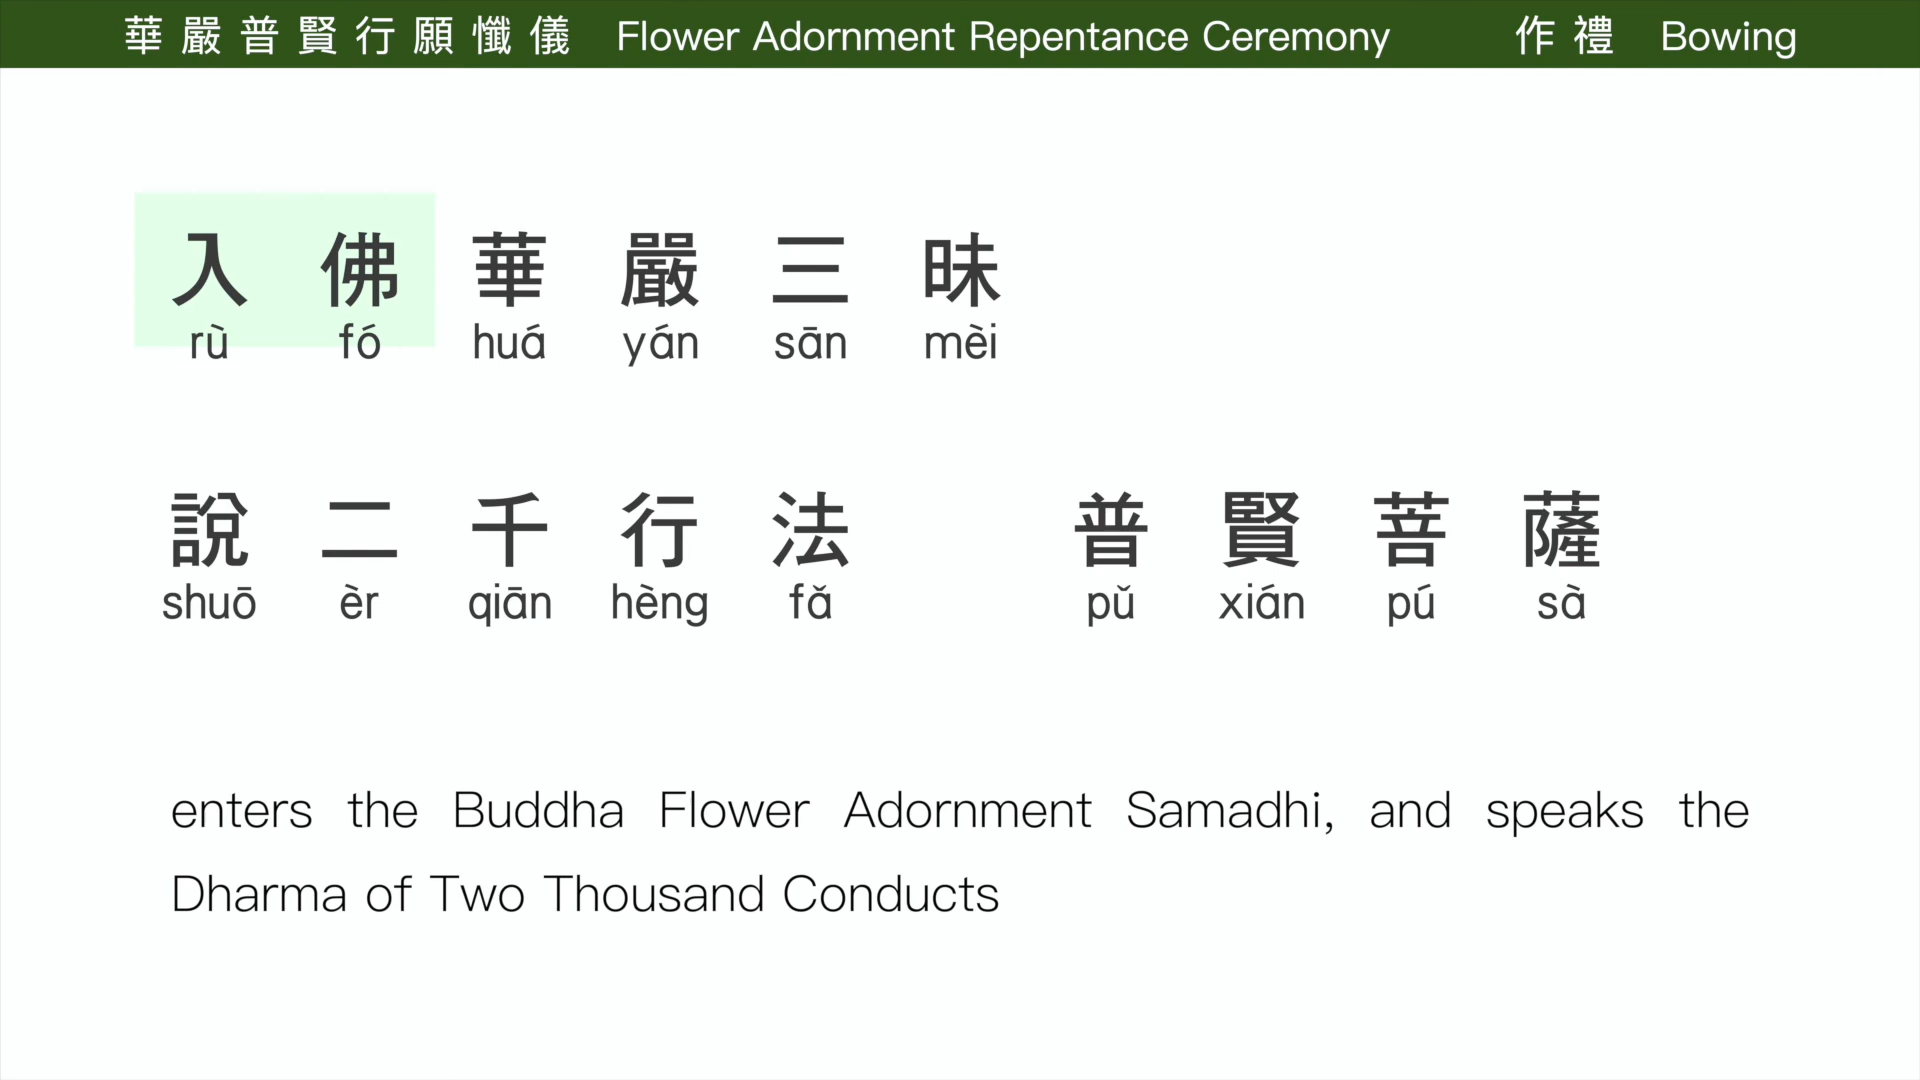 華嚴普賢行願懺儀 Flower Adornment Repentance Ceremony 作禮 Bowing
入佛華嚴三昧
rù fó huá yán sān mèi
說二千行法 普賢菩薩
shuō èr qiān hèng fǎ pǔ xián pú sà
enters the Buddha Flower Adornment Samadhi, and speaks the
Dharma of Two Thousand Conducts